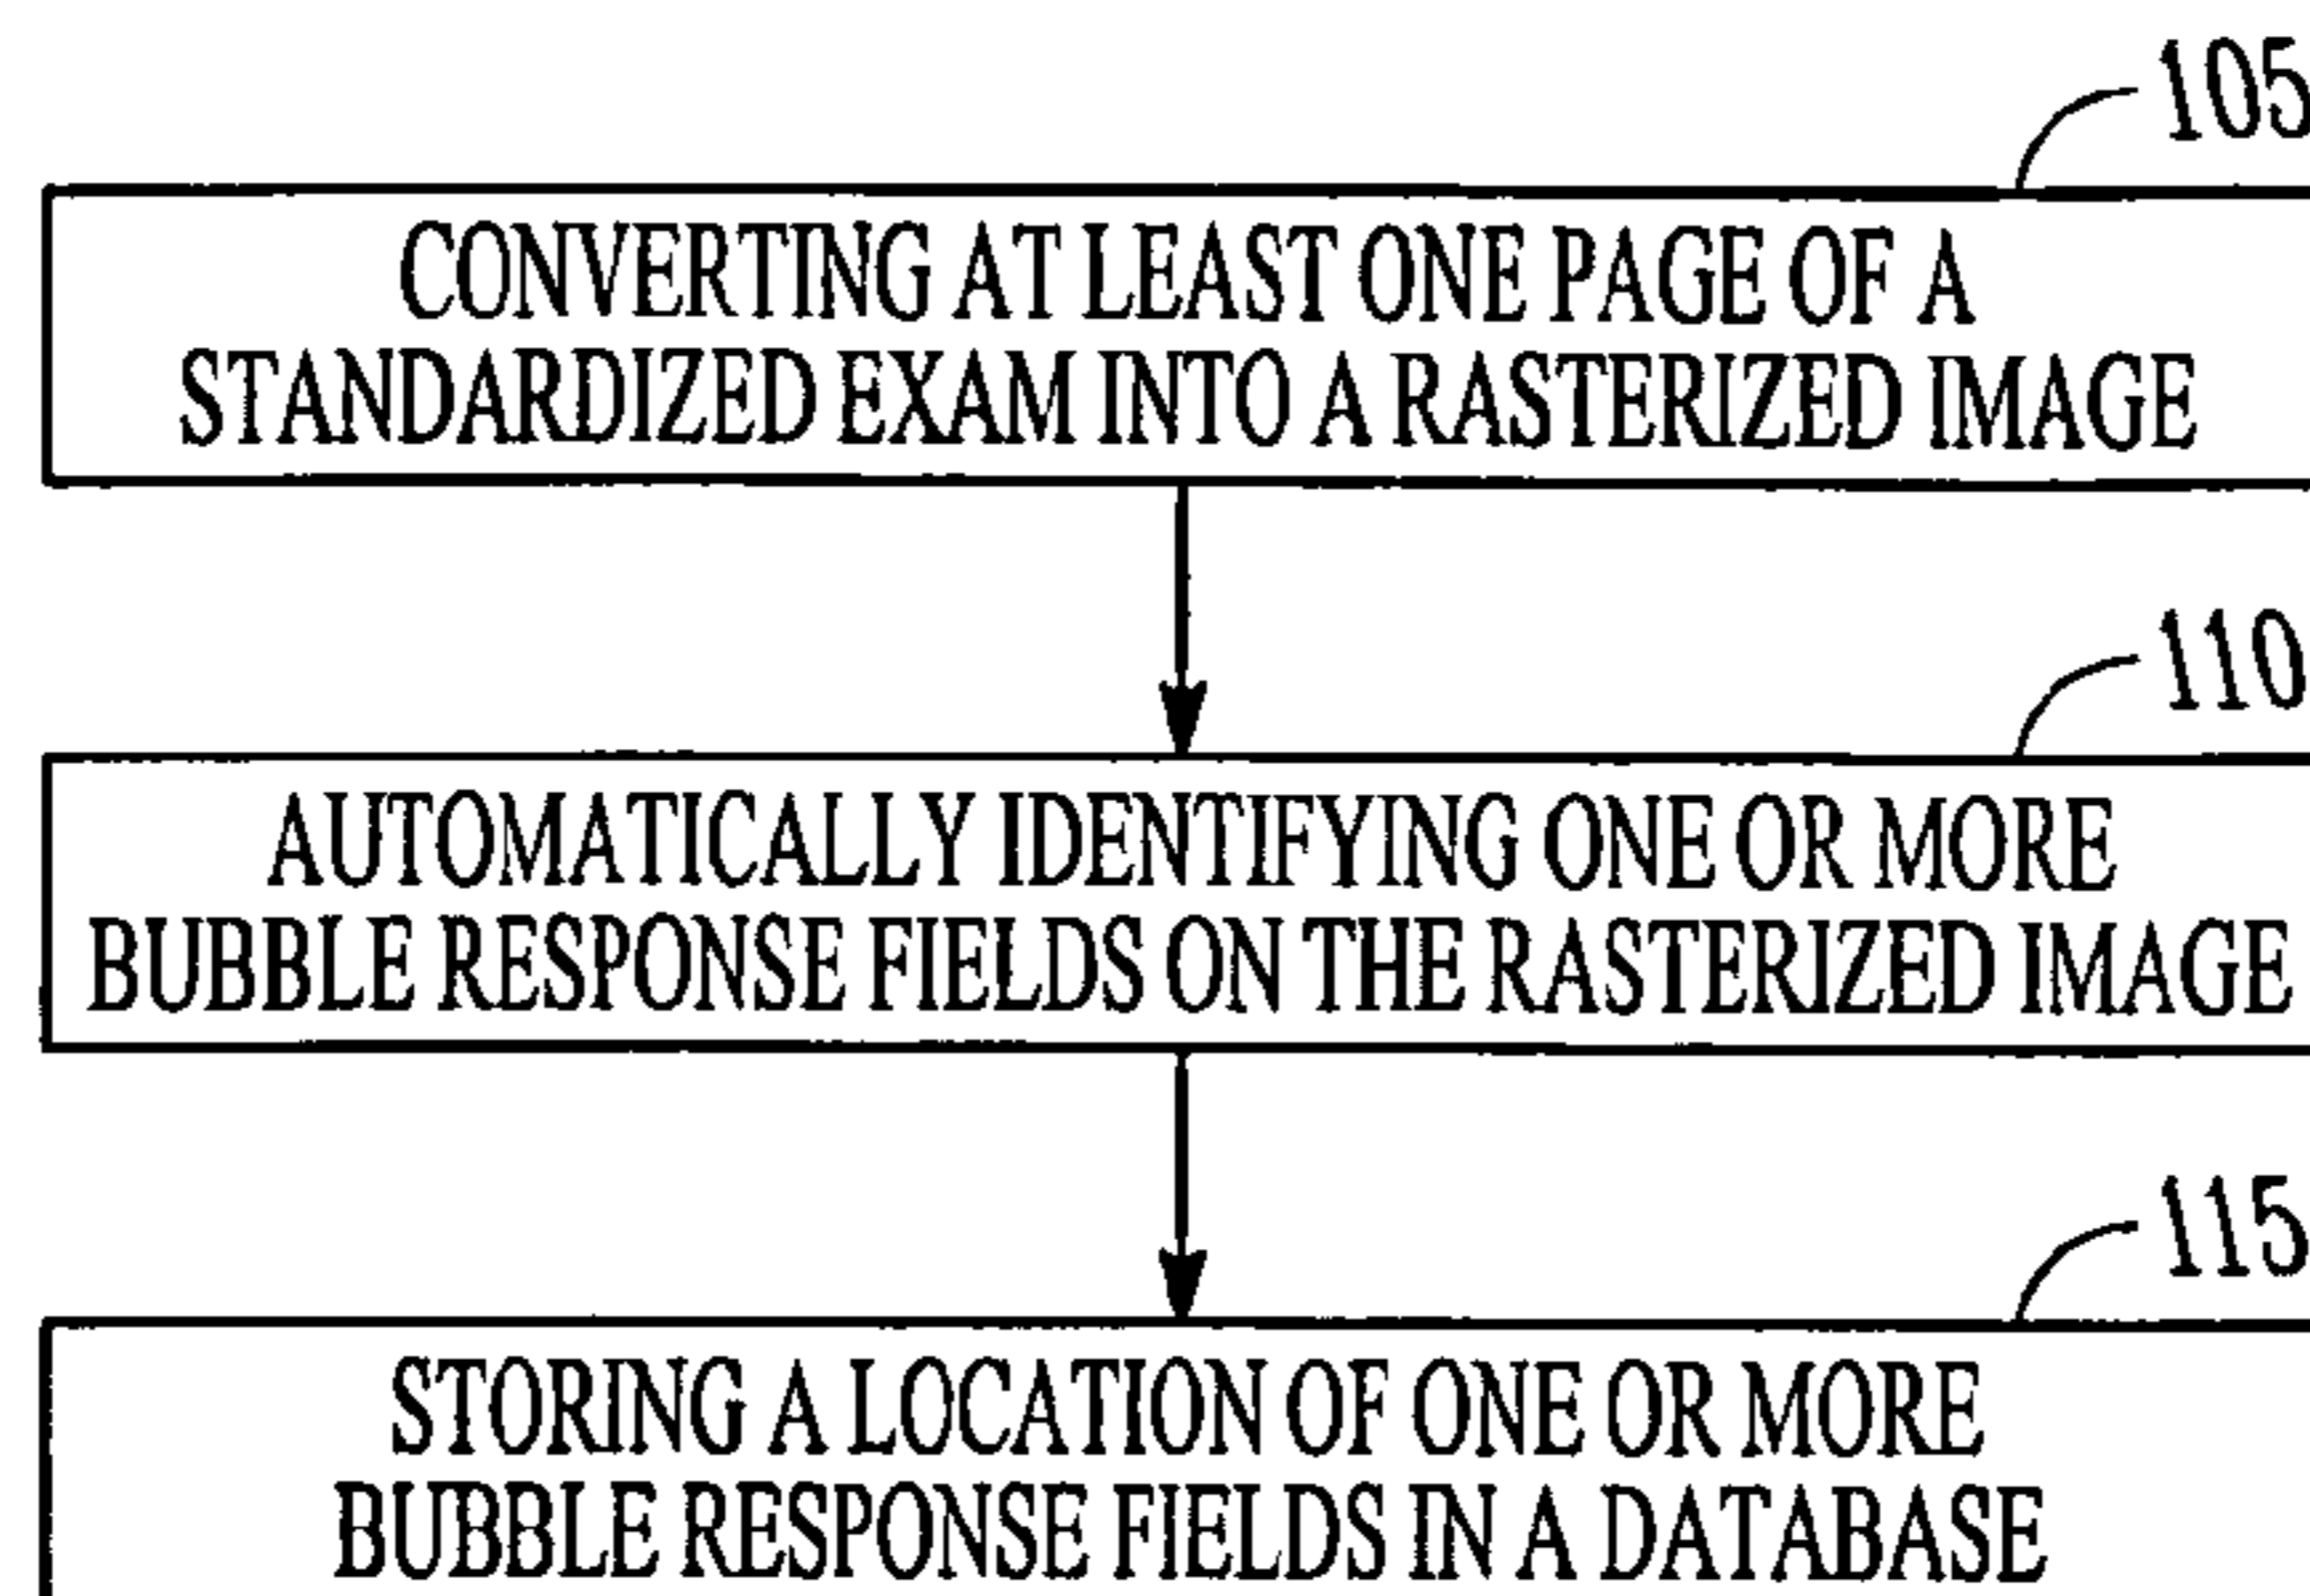 105
CONVERTING AT LEAST ONE PAGE OF A
STANDARDIZED EXAM INTO A RASTERIZED IMAGE
110
AUTOMATICALLY IDENTIFYING ONE OR MORE
BUBBLE RESPONSE FIELDS ON THE RASTERIZED IMAGE
115
STORING A LOCATION OF ONE OR MORE
BUBBLE RESPONSE FIELDS IN A DATABASE